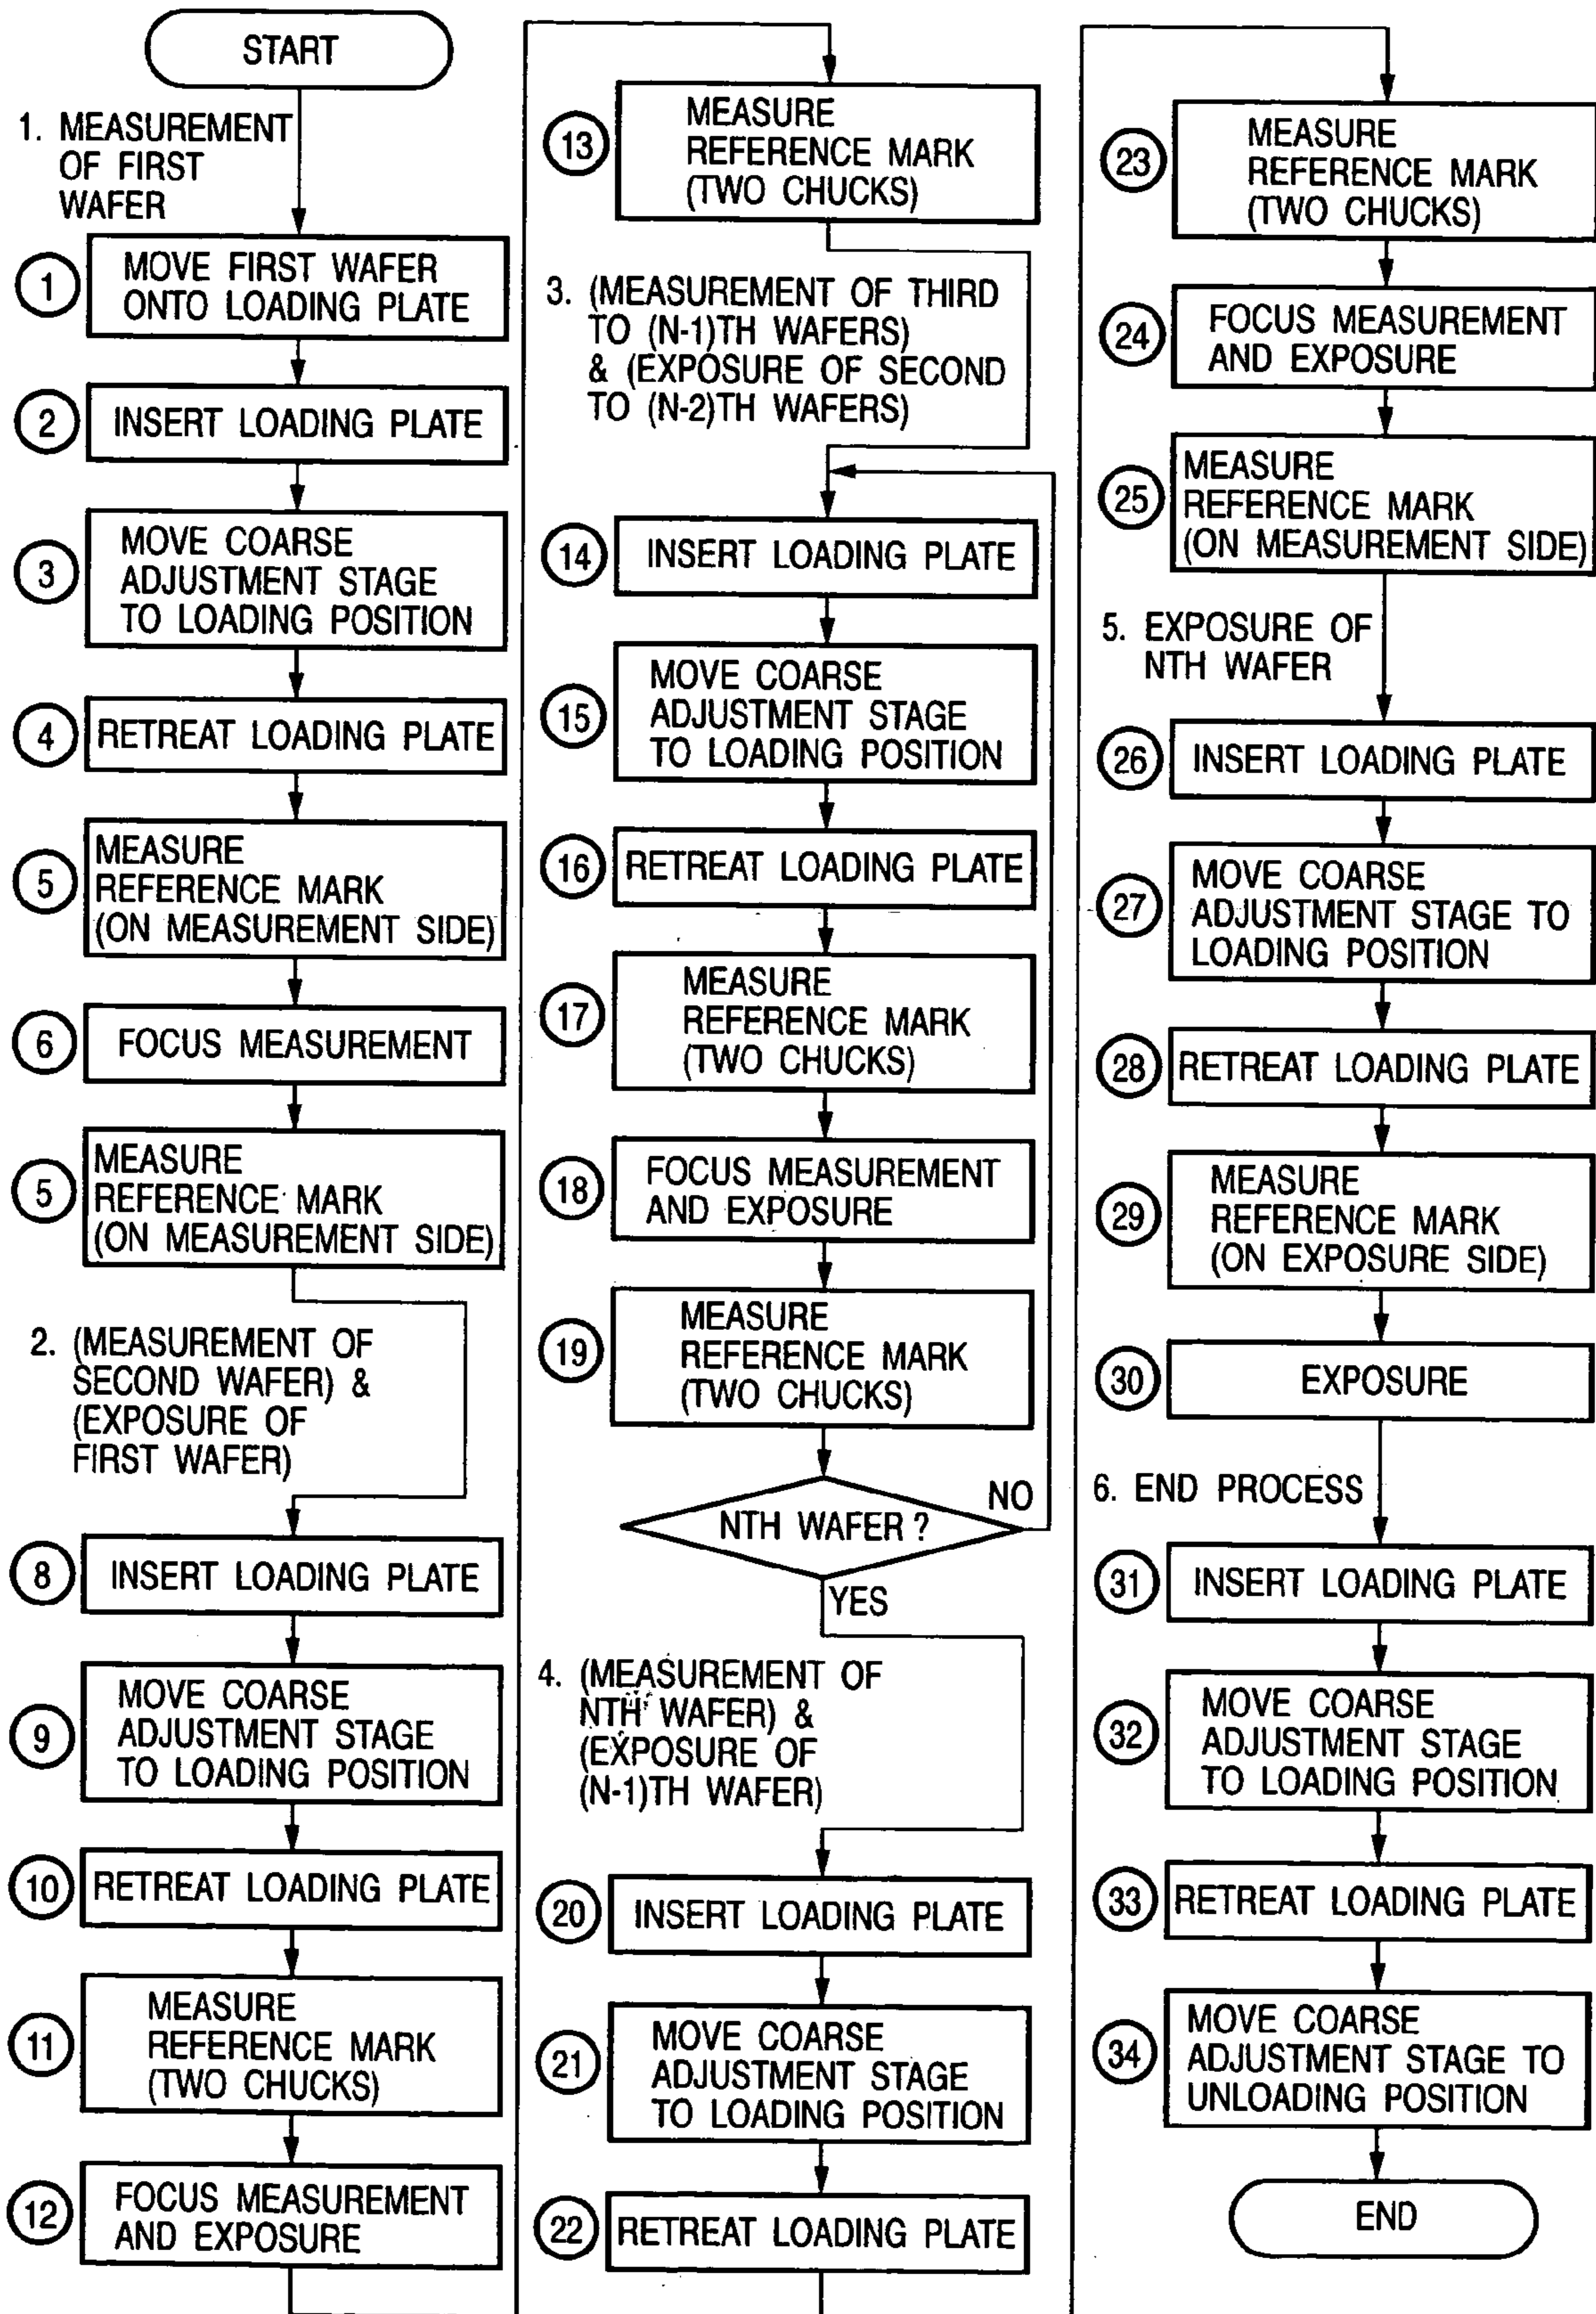 START
1. MEASUREMENT
OF FIRST
WAFER
1
MOVE FIRST WAFER
ONTO LOADING PLATE
2
INSERT LOADING PLATE
3
MOVE COARSE
ADJUSTMENT STAGE
TO LOADING POSITION
4
RETREAT LOADING PLATE
5
MEASURE
REFERENCE MARK
(ON MEASUREMENT SIDE)
6
FOCUS MEASUREMENT
5
MEASURE
REFERENCE MARK
(ON MEASUREMENT SIDE)
2. (MEASUREMENT OF
SECOND WAFER) &
(EXPOSURE OF
FIRST WAFER)
8
INSERT LOADING PLATE
9
MOVE COARSE
ADJUSTMENT STAGE
TO LOADING POSITION
10
RETREAT LOADING PLATE
11
MEASURE
REFERENCE MARK
(TWO CHUCKS)
12
FOCUS MEASUREMENT
AND EXPOSURE
13
MEASURE
REFERENCE MARK
(TWO CHUCKS)
3. (MEASUREMENT OF THIRD
TO (N-1)TH WAFERS)
& (EXPOSURE OF SECOND
TO (N-2)TH WAFERS)
14
INSERT LOADING PLATE
15
MOVE COARSE
ADJUSTMENT STAGE
TO LOADING POSITION
16
RETREAT LOADING PLATE
17
MEASURE
REFERENCE MARK
(TWO CHUCKS)
18
FOCUS MEASUREMENT
AND EXPOSURE
19
MEASURE
REFERENCE MARK
(TWO CHUCKS)
NTH WAFER ?
NO
YES
4. (MEASUREMENT OF
NTH WAFER) &
(EXPOSURE OF
(N-1)TH WAFER)
20
INSERT LOADING PLATE
21
MOVE COARSE
ADJUSTMENT STAGE
TO LOADING POSITION
22
RETREAT LOADING PLATE
23
MEASURE
REFERENCE MARK
(TWO CHUCKS)
24
FOCUS MEASUREMENT
AND EXPOSURE
25
MEASURE
REFERENCE MARK
(ON MEASUREMENT SIDE)
5. EXPOSURE OF
NTH WAFER
26
INSERT LOADING PLATE
27
MOVE COARSE
ADJUSTMENT STAGE TO
LOADING POSITION
28
RETREAT LOADING PLATE
29
MEASURE
REFERENCE MARK
(ON EXPOSURE SIDE)
30
EXPOSURE
6. END PROCESS
31
INSERT LOADING PLATE
32
MOVE COARSE
ADJUSTMENT STAGE
TO LOADING POSITION
33
RETREAT LOADING PLATE
34
MOVE COARSE
ADJUSTMENT STAGE TO
UNLOADING POSITION
END